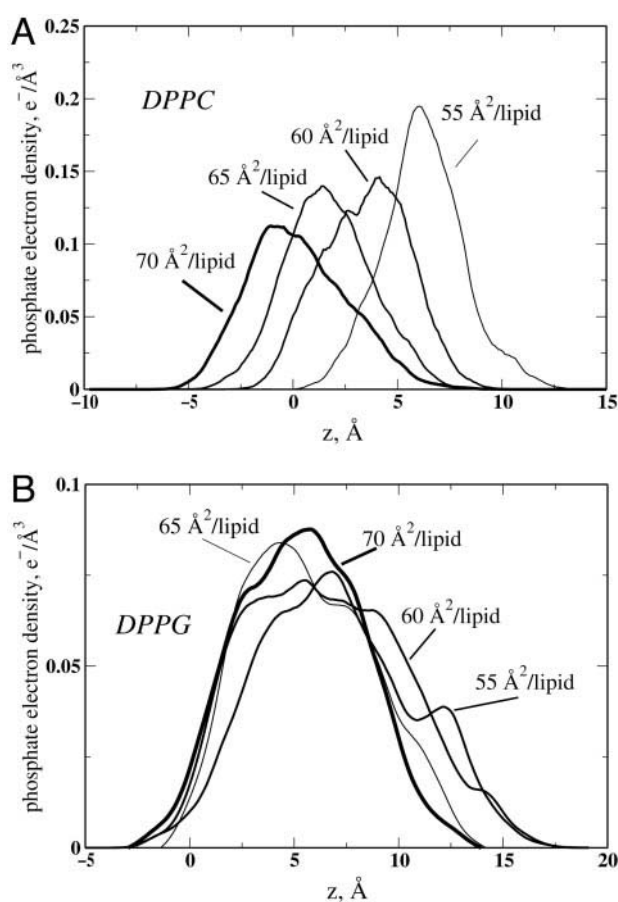 A
phosphate electron density, e⁻/Å³
0.25
0.2
0.15
0.1
0.05
0
DPPC
55 Å²/lipid
60 Å²/lipid
65 Å²/lipid
70 Å²/lipid
−10 −5 0 5 10 15
z, Å
B
phosphate electron density, e⁻/Å³
0.1
0.05
0
65 Å²/lipid
70 Å²/lipid
DPPG
60 Å²/lipid
55 Å²/lipid
−5 0 5 10 15 20
z, Å